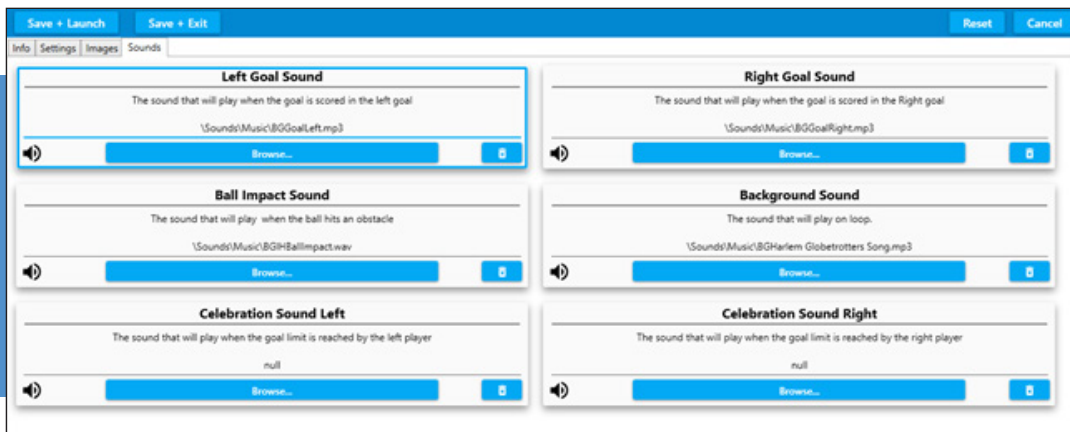 Save + Launch Save + Exit Reset Cancel
Info Settings Images Sounds
Left Goal Sound
The sound that will play when the goal is scored in the left goal
\Sounds\Music\BGGoalLeft.mp3
Browse...
Right Goal Sound
The sound that will play when the goal is scored in the Right goal
\Sounds\Music\BGGoalRight.mp3
Browse...
Ball Impact Sound
The sound that will play when the ball hits an obstacle
\Sounds\Music\BGIHBallImpact.wav
Browse...
Background Sound
The sound that will play on loop.
\Sounds\Music\BGHarlem Globetrotters Song.mp3
Browse...
Celebration Sound Left
The sound that will play when the goal limit is reached by the left player
null
Browse...
Celebration Sound Right
The sound that will play when the goal limit is reached by the right player
null
Browse...